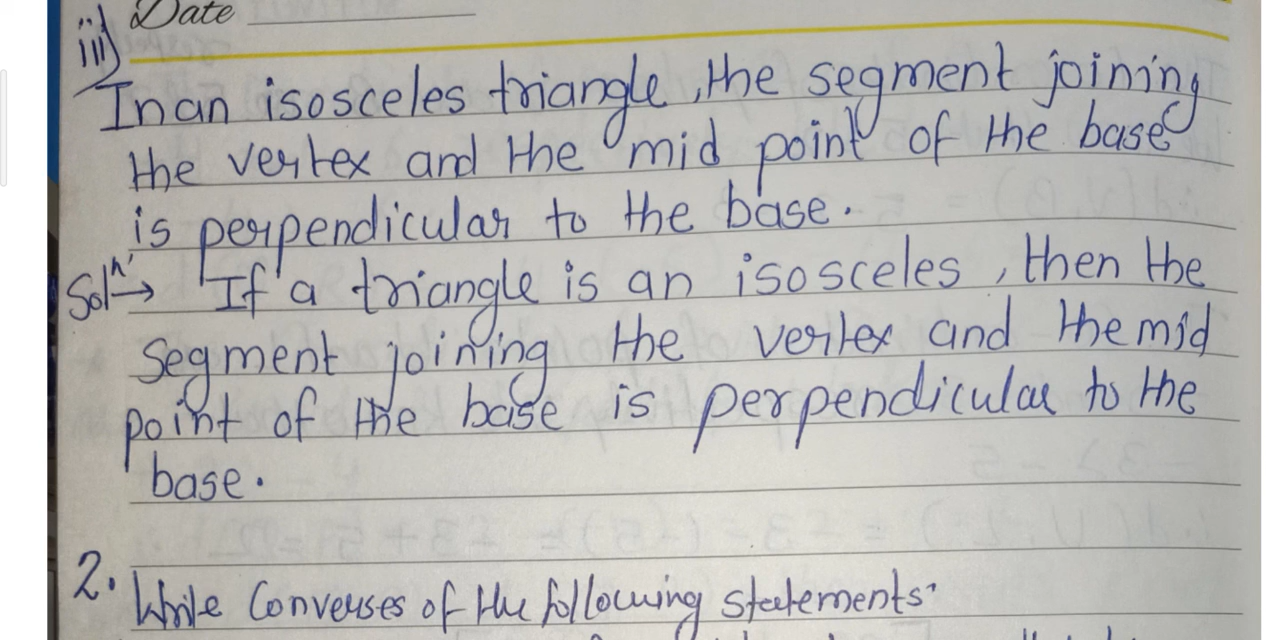 Date
iii)
In an isosceles triangle, the segment joining
the vertex and the mid point of the base
is perpendicular to the base.
Solⁿ→ If a triangle is an isosceles, then the
segment joining the vertex and the mid
point of the base is perpendicular to the
base.
2. Write Converses of the following statements.